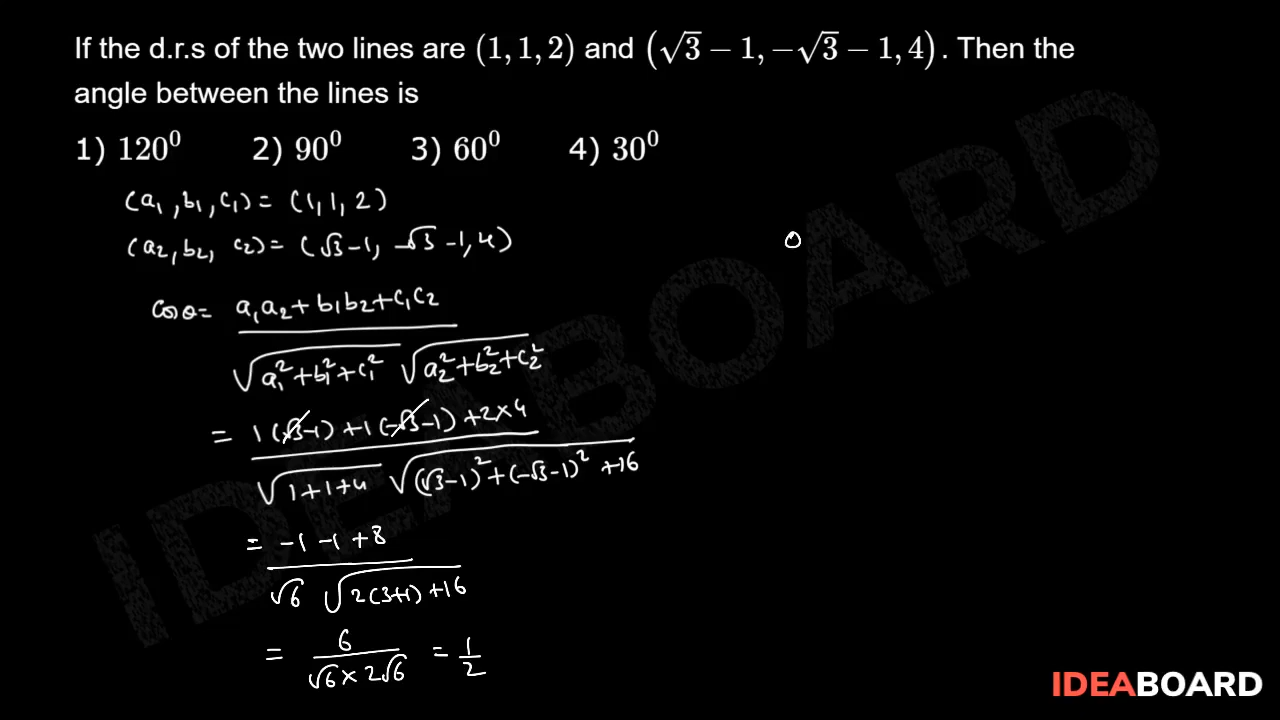 If the d.r.s of the two lines are (1, 1, 2) and (√3 − 1, −√3 − 1, 4). Then the
angle between the lines is
1) 120⁰ 2) 90⁰ 3) 60⁰ 4) 30⁰
(a₁, b₁, c₁) = (1, 1, 2)
(a₂, b₂, c₂) = (√3 − 1, −√3 − 1, 4)
cos θ = (a₁a₂ + b₁b₂ + c₁c₂) / (√(a₁² + b₁² + c₁²) √(a₂² + b₂² + c₂²))
= (1(√3 − 1) + 1(−√3 − 1) + 2 × 4) / (√(1 + 1 + 4) √((√3 − 1)² + (−√3 − 1)² + 16))
= (−1 − 1 + 8) / (√6 √(2(3+1) + 16))
= 6 / (√6 × 2√6) = 1/2
0
IDEABOARD
IDEABOARD